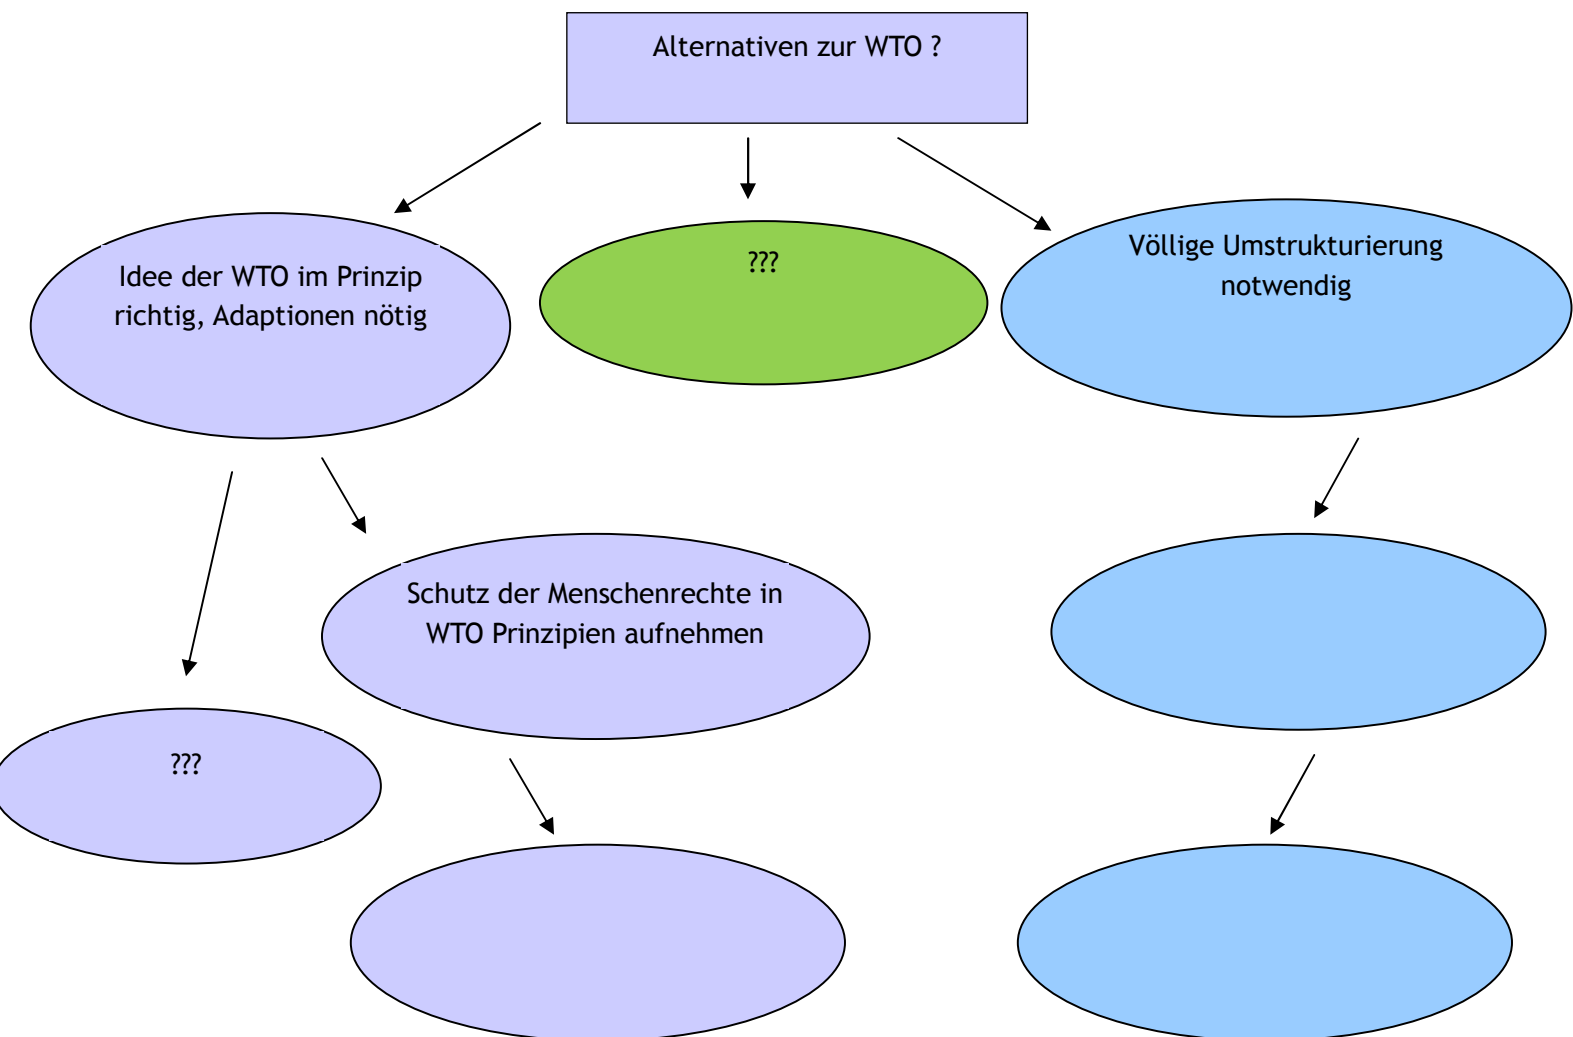 Alternativen zur WTO ?
Idee der WTO im Prinzip
richtig, Adaptionen nötig
???
Völlige Umstrukturierung
notwendig
Schutz der Menschenrechte in
WTO Prinzipien aufnehmen
???